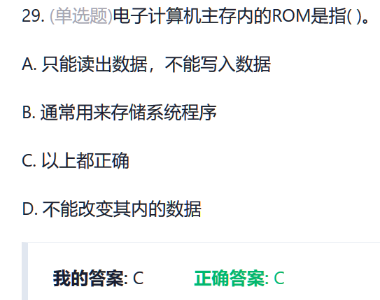 29. (单选题)电子计算机主存内的ROM是指( )。
A. 只能读出数据，不能写入数据
B. 通常用来存储系统程序
C. 以上都正确
D. 不能改变其内的数据
我的答案: C 正确答案: C